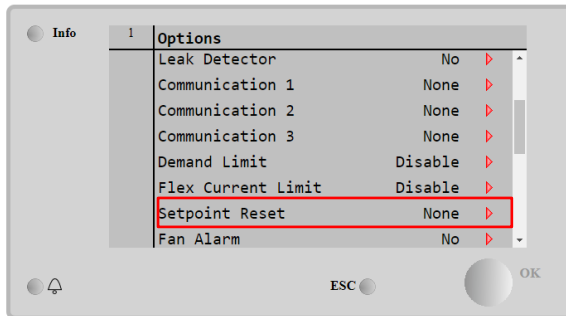 Info
1 Options
Leak Detector No
Communication 1 None
Communication 2 None
Communication 3 None
Demand Limit Disable
Flex Current Limit Disable
Setpoint Reset None
Fan Alarm No
ESC
OK